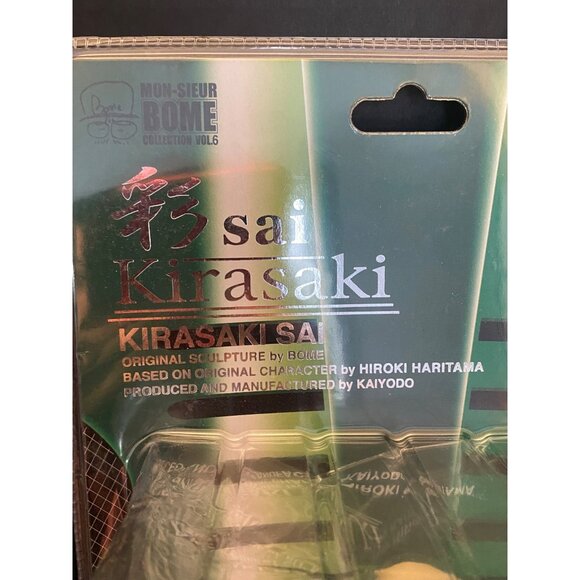 Bome
MON-SIEUR
BOME
COLLECTION VOL.6
彩 sai
Kirasaki
KIRASAKI SAI
ORIGINAL SCULPTURE by BOME
BASED ON ORIGINAL CHARACTER by HIROKI HARITAMA
PRODUCED AND MANUFACTURED by KAIYODO